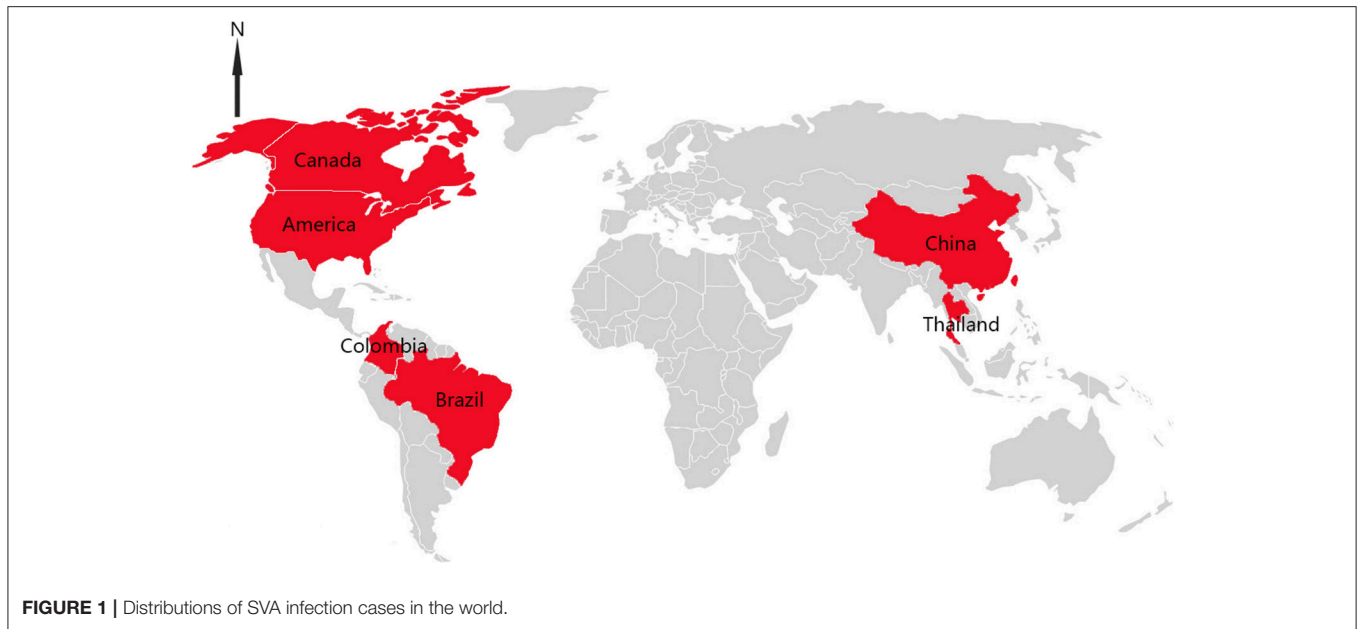 N
Canada
America
China
Thailand
Colombia
Brazil
FIGURE 1 | Distributions of SVA infection cases in the world.